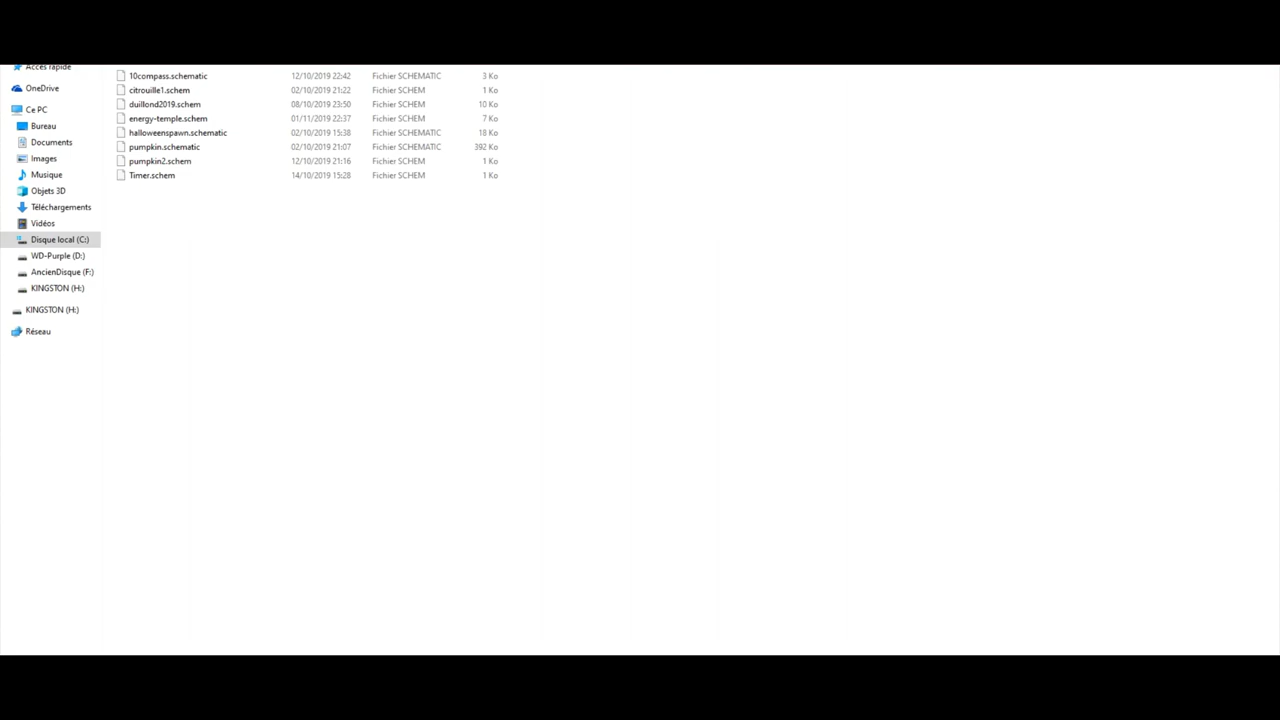 Accès rapide
OneDrive
Ce PC
Bureau
Documents
Images
Musique
Objets 3D
Téléchargements
Vidéos
Disque local (C:)
WD-Purple (D:)
AncienDisque (F:)
KINGSTON (H:)
KINGSTON (H:)
Réseau
10compass.schematic 12/10/2019 22:42 Fichier SCHEMATIC 3 Ko
citrouille1.schem 02/10/2019 21:22 Fichier SCHEM 1 Ko
duillond2019.schem 08/10/2019 23:50 Fichier SCHEM 10 Ko
energy-temple.schem 01/11/2019 22:37 Fichier SCHEM 7 Ko
halloweenspawn.schematic 02/10/2019 15:38 Fichier SCHEMATIC 18 Ko
pumpkin.schematic 02/10/2019 21:07 Fichier SCHEMATIC 392 Ko
pumpkin2.schem 12/10/2019 21:16 Fichier SCHEM 1 Ko
Timer.schem 14/10/2019 15:28 Fichier SCHEM 1 Ko